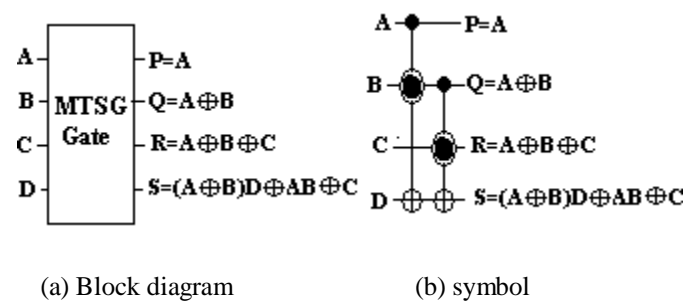 A P=A
B Q=A⊕B
MTSG
Gate
C R=A⊕B⊕C
D S=(A⊕B)D⊕AB⊕C
A P=A
B Q=A⊕B
C R=A⊕B⊕C
D S=(A⊕B)D⊕AB⊕C
(a) Block diagram
(b) symbol